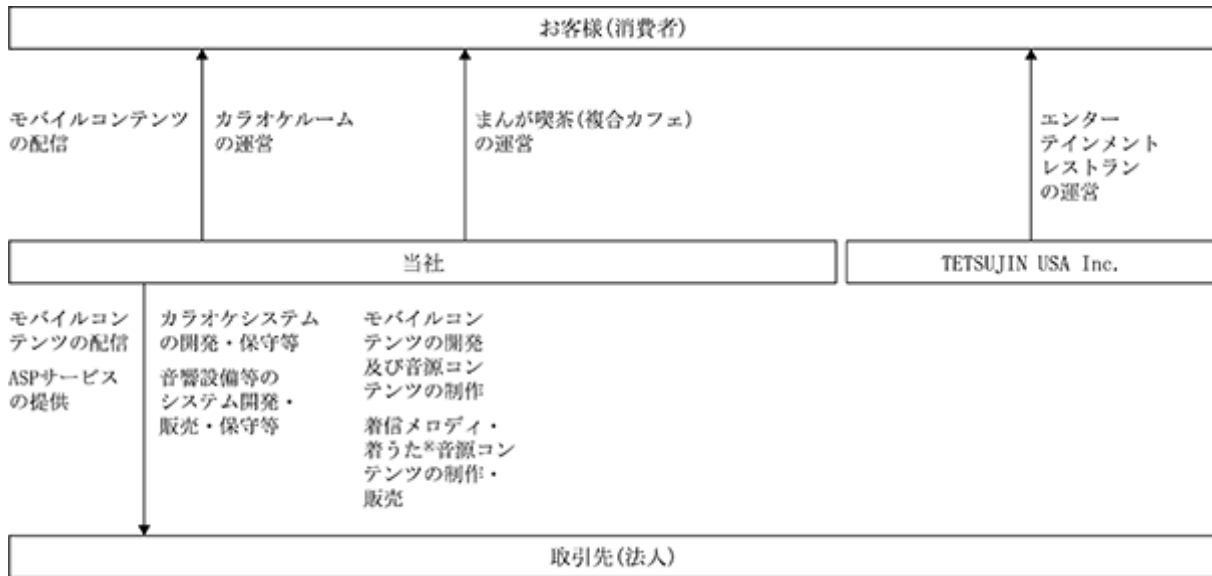 お客様(消費者)
モバイルコンテンツ
の配信
カラオケルーム
の運営
まんが喫茶(複合カフェ)
の運営
エンター
テインメント
レストラン
の運営
当社
TETSUJIN USA Inc.
モバイルコン
テンツの配信
ASPサービス
の提供
カラオケシステム
の開発・保守等
音響設備等の
システム開発・
販売・保守等
モバイルコン
テンツの開発
及び音源コン
テンツの制作
着信メロディ・
着うた®音源コン
テンツの制作・
販売
取引先(法人)